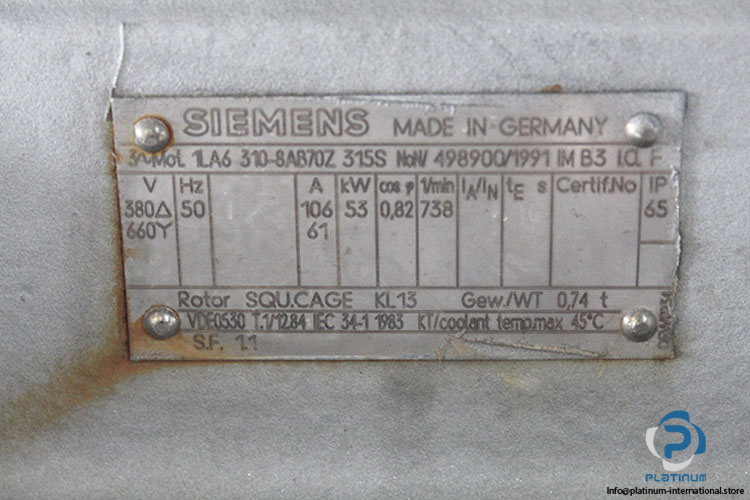 SIEMENS MADE IN GERMANY
3~Mot. 1LA6 310-8AB70Z 315S No N/ 498900/1991 IM B3 I.Cl. F
V Hz A kW cos φ 1/min IA/IN tE s Certif.No IP
380Δ 50 106 53 0,82 738 65
660Y 61
Rotor SQU.CAGE KL13 Gew./WT 0,74 t
VDE0530 T.1/12.84 IEC 34-1 1983 KT/coolant temp.max 45°C
S.F. 1.1
PLATINUM
Info@platinum-international.store